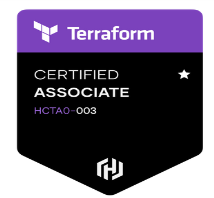 Terraform
CERTIFIED
ASSOCIATE
HCTA0-003